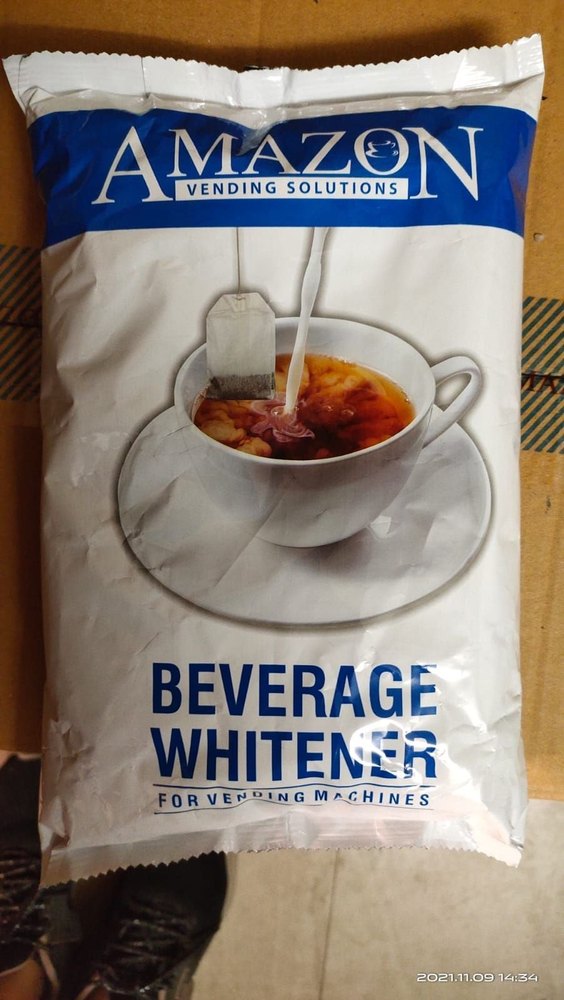 AMAZON
VENDING SOLUTIONS
BEVERAGE
WHITENER
FOR VENDING MACHINES
2021.11.09 14:34